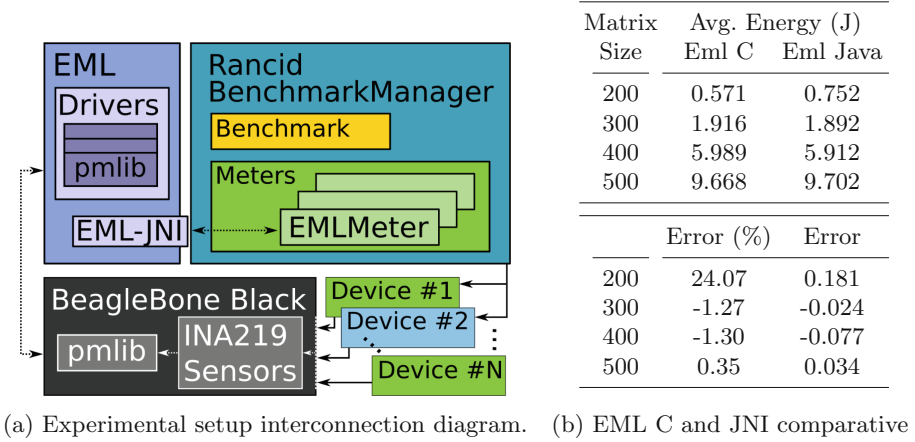 EML
Drivers
pmlib
EML-JNI
Rancid
BenchmarkManager
Benchmark
Meters
EMLMeter
BeagleBone Black
pmlib
INA219
Sensors
Device #1
Device #2
Device #N
(a) Experimental setup interconnection diagram.
Matrix Avg. Energy (J)
Size Eml C Eml Java
200 0.571 0.752
300 1.916 1.892
400 5.989 5.912
500 9.668 9.702
Error (%) Error
200 24.07 0.181
300 -1.27 -0.024
400 -1.30 -0.077
500 0.35 0.034
(b) EML C and JNI comparative